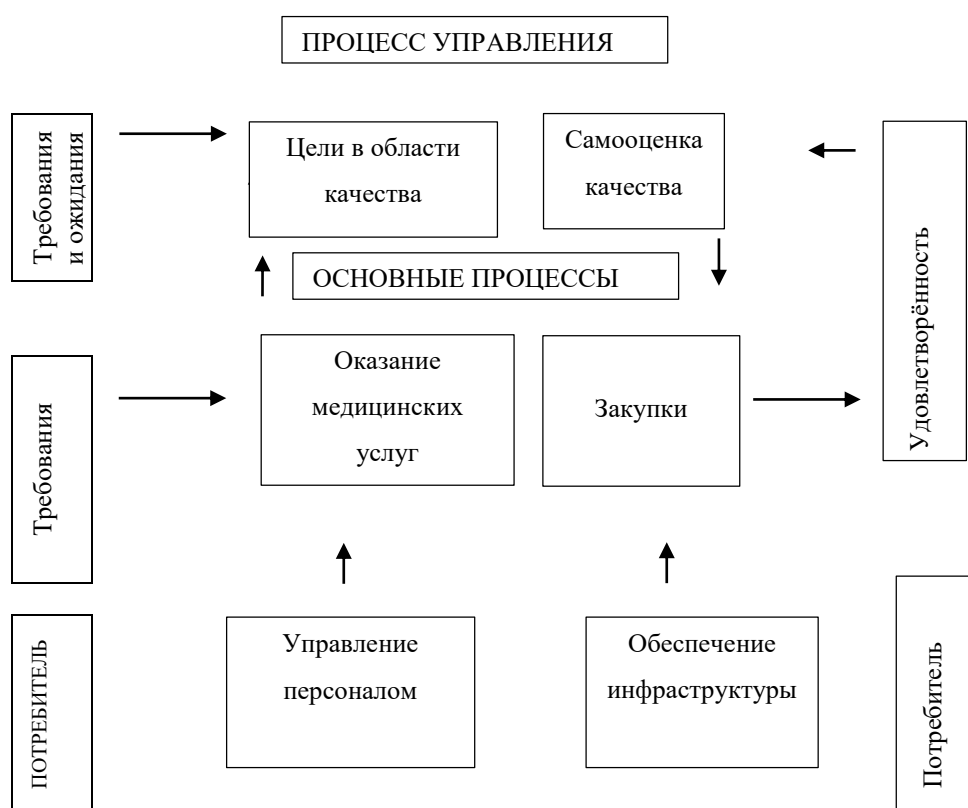 ПРОЦЕСС УПРАВЛЕНИЯ
Требования
и ожидания
Цели в области
качества
Самооценка
качества
Удовлетворённость
ОСНОВНЫЕ ПРОЦЕССЫ
Требования
Оказание
медицинских
услуг
Закупки
ПОТРЕБИТЕЛЬ
Управление
персоналом
Обеспечение
инфраструктуры
Потребитель